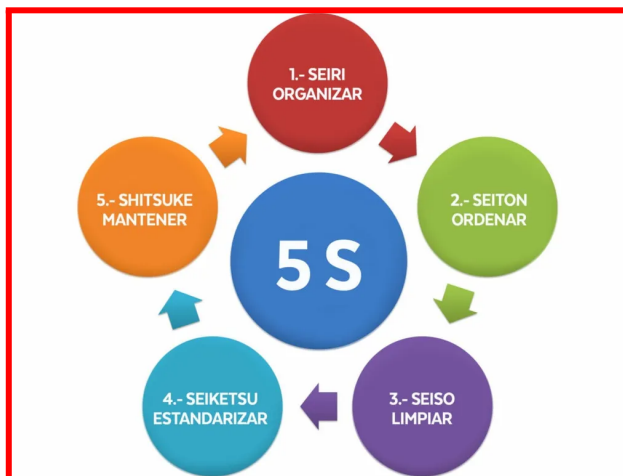 1.- SEIRI
ORGANIZAR
2.- SEITON
ORDENAR
3.- SEISO
LIMPIAR
4.- SEIKETSU
ESTANDARIZAR
5.- SHITSUKE
MANTENER
5 S